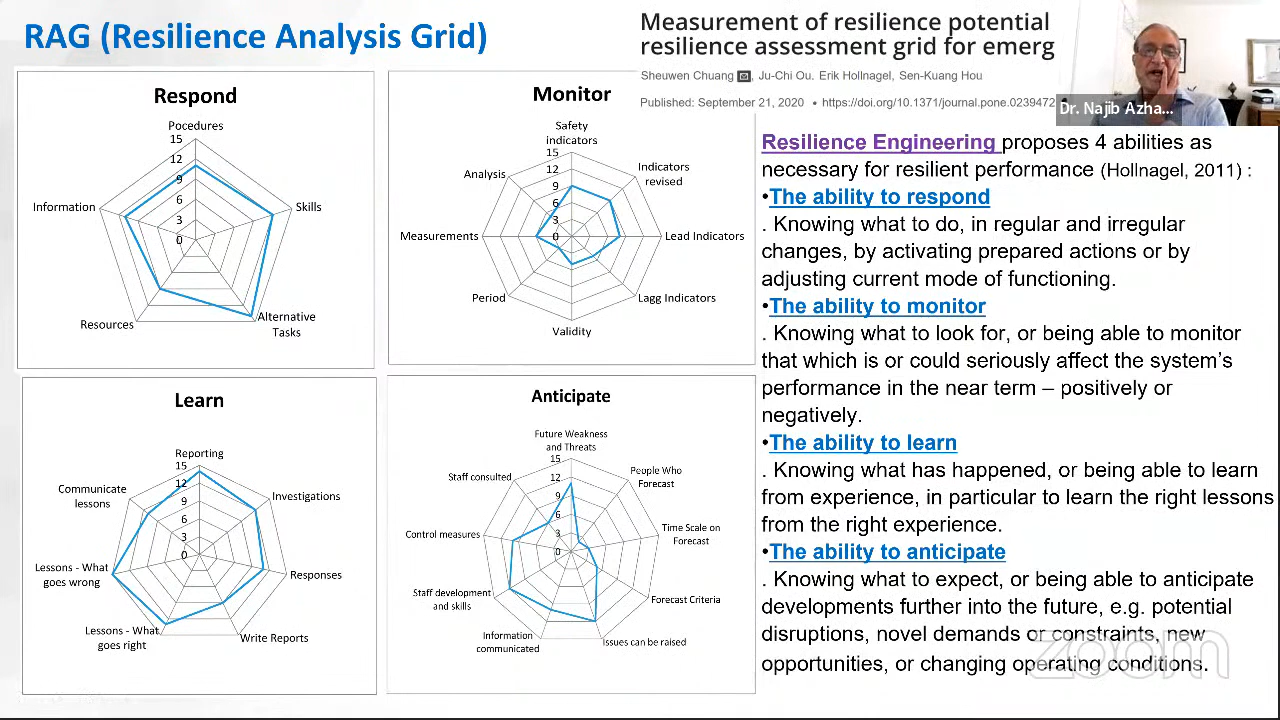 RAG (Resilience Analysis Grid)
Measurement of resilience potential
resilience assessment grid for emerg
Sheuwen Chuang, Ju-Chi Ou. Erik Hollnagel, Sen-Kuang Hou
Published: September 21, 2020 • https://doi.org/10.1371/journal.pone.0239472
Dr. Najib Azha...
Respond
Pocedures
15
12
9
6
3
0
Information
Skills
Resources
Alternative
Tasks
Monitor
Safety
indicators
15
12
9
6
3
0
Analysis
Indicators
revised
Measurements
Lead Indicators
Period
Lagg Indicators
Validity
Learn
Reporting
15
12
9
6
3
0
Communicate
lessons
Investigations
Lessons - What
goes wrong
Responses
Lessons - What
goes right
Write Reports
Anticipate
Future Weakness
and Threats
15
12
9
6
3
0
Staff consulted
People Who
Forecast
Control measures
Time Scale on
Forecast
Staff development
and skills
Forecast Criteria
Information
communicated
Issues can be raised
Resilience Engineering proposes 4 abilities as
necessary for resilient performance (Hollnagel, 2011) :
•The ability to respond
. Knowing what to do, in regular and irregular
changes, by activating prepared actions or by
adjusting current mode of functioning.
•The ability to monitor
. Knowing what to look for, or being able to monitor
that which is or could seriously affect the system's
performance in the near term – positively or
negatively.
•The ability to learn
. Knowing what has happened, or being able to learn
from experience, in particular to learn the right lessons
from the right experience.
•The ability to anticipate
. Knowing what to expect, or being able to anticipate
developments further into the future, e.g. potential
disruptions, novel demands or constraints, new
opportunities, or changing operating conditions.
zoom